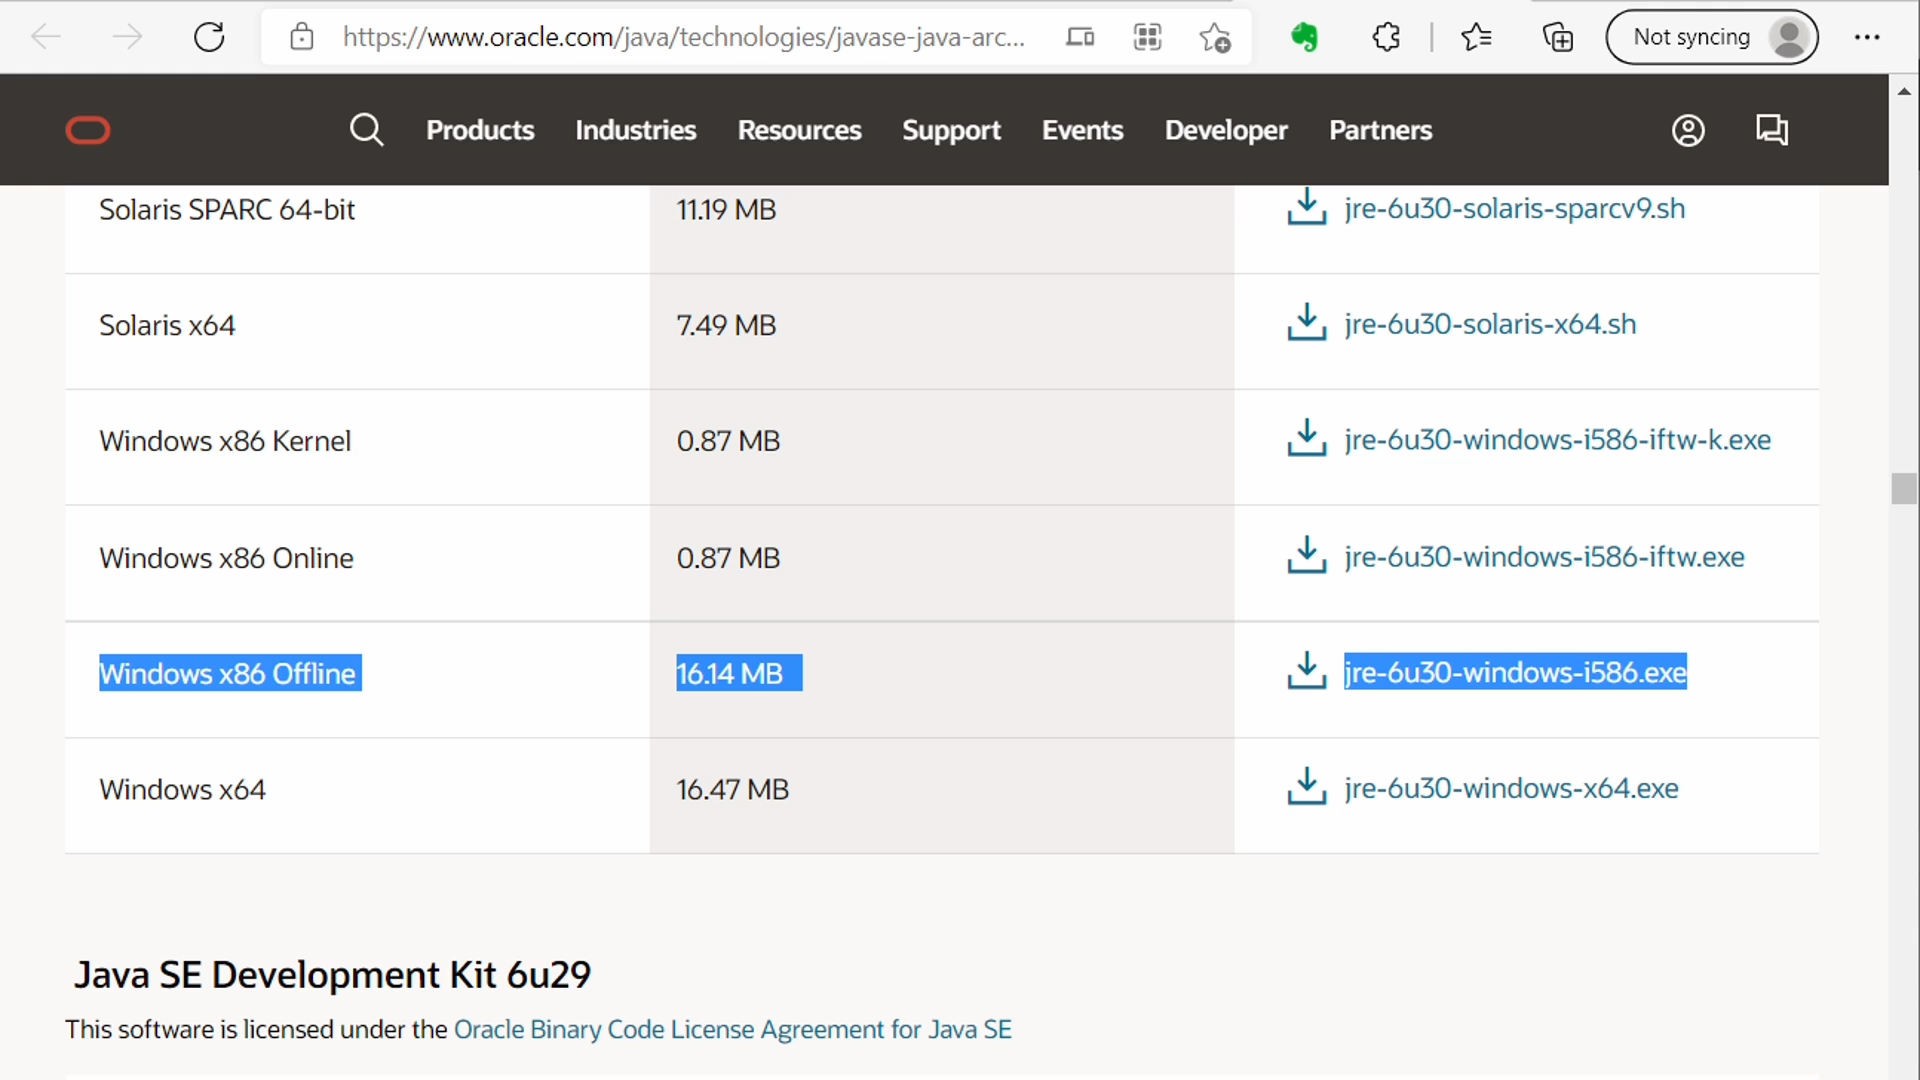 https://www.oracle.com/java/technologies/javase-java-arc...
Not syncing
Products Industries Resources Support Events Developer Partners
Solaris SPARC 64-bit 11.19 MB jre-6u30-solaris-sparcv9.sh
Solaris x64 7.49 MB jre-6u30-solaris-x64.sh
Windows x86 Kernel 0.87 MB jre-6u30-windows-i586-iftw-k.exe
Windows x86 Online 0.87 MB jre-6u30-windows-i586-iftw.exe
Windows x86 Offline 16.14 MB jre-6u30-windows-i586.exe
Windows x64 16.47 MB jre-6u30-windows-x64.exe
Java SE Development Kit 6u29
This software is licensed under the Oracle Binary Code License Agreement for Java SE